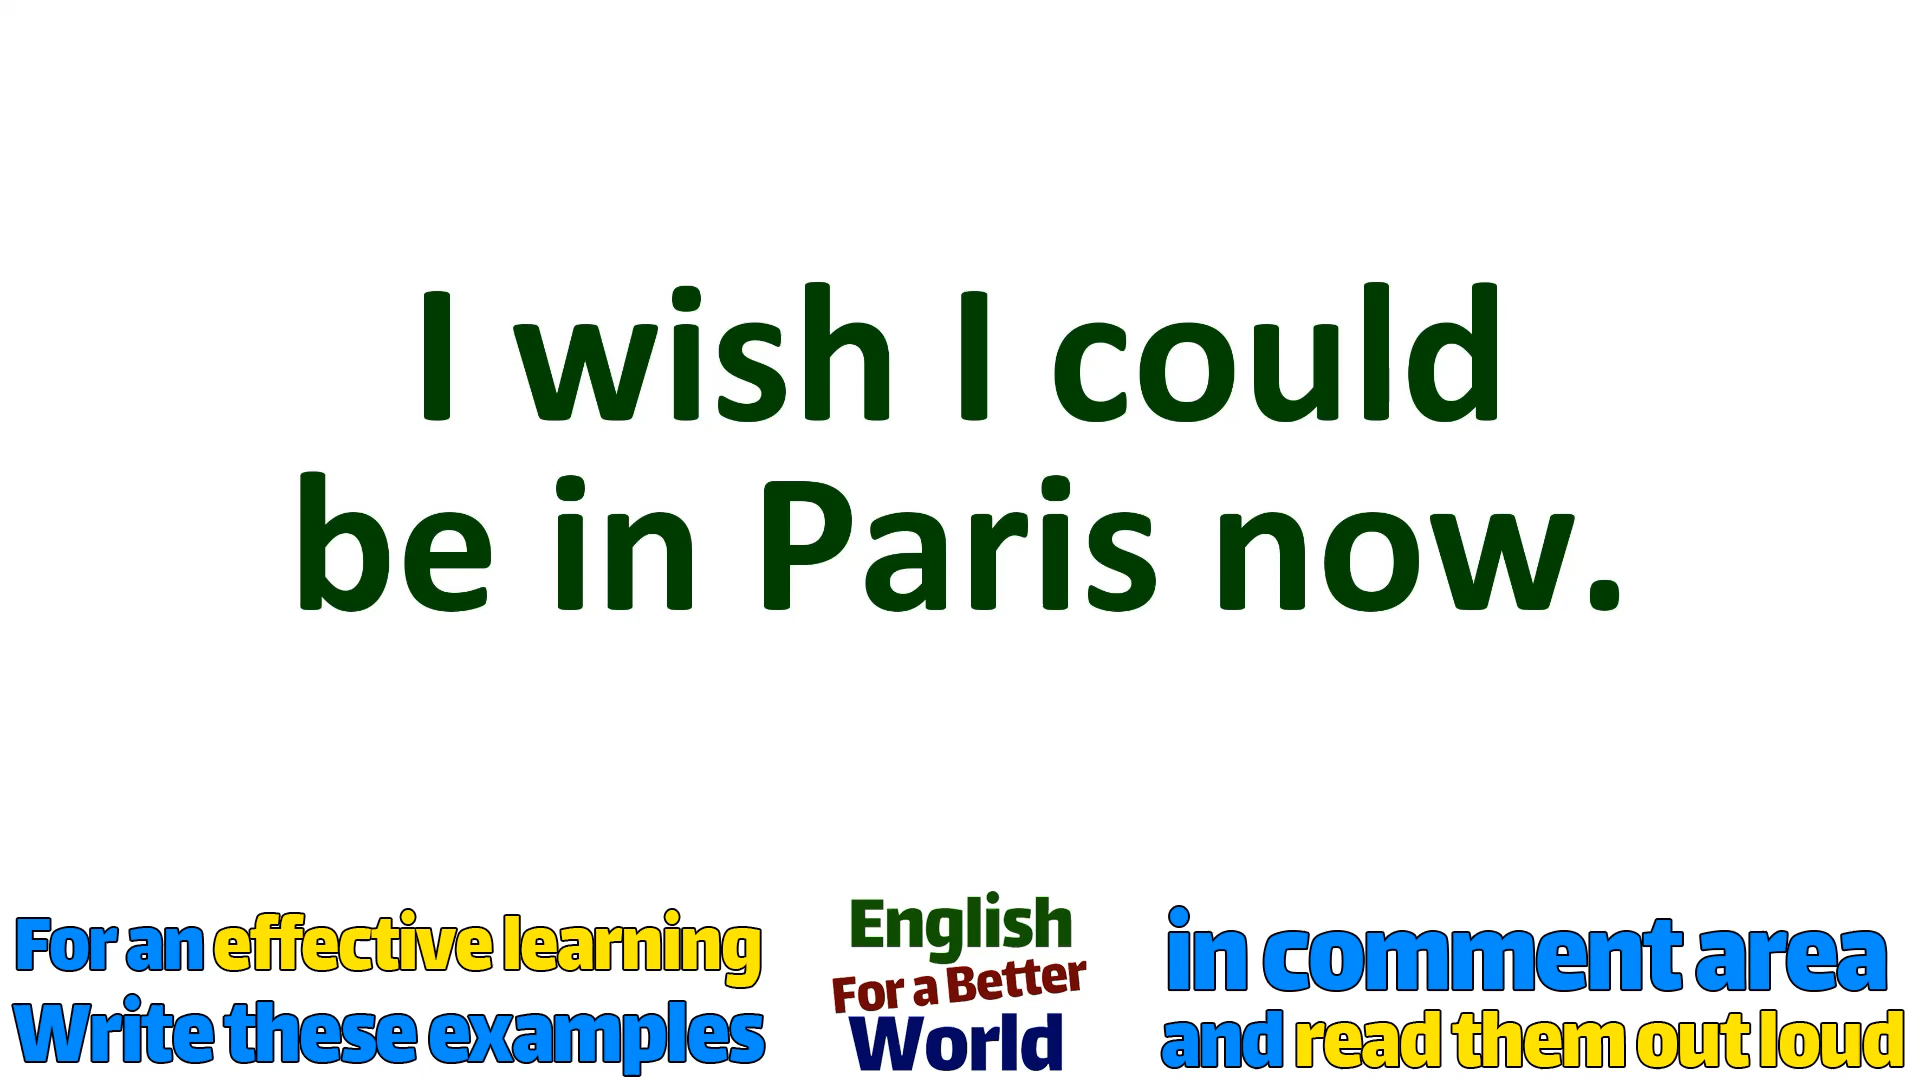 I wish I could
be in Paris now.
For an effective learning
Write these examples
English
For a Better
World
in comment area
and read them out loud